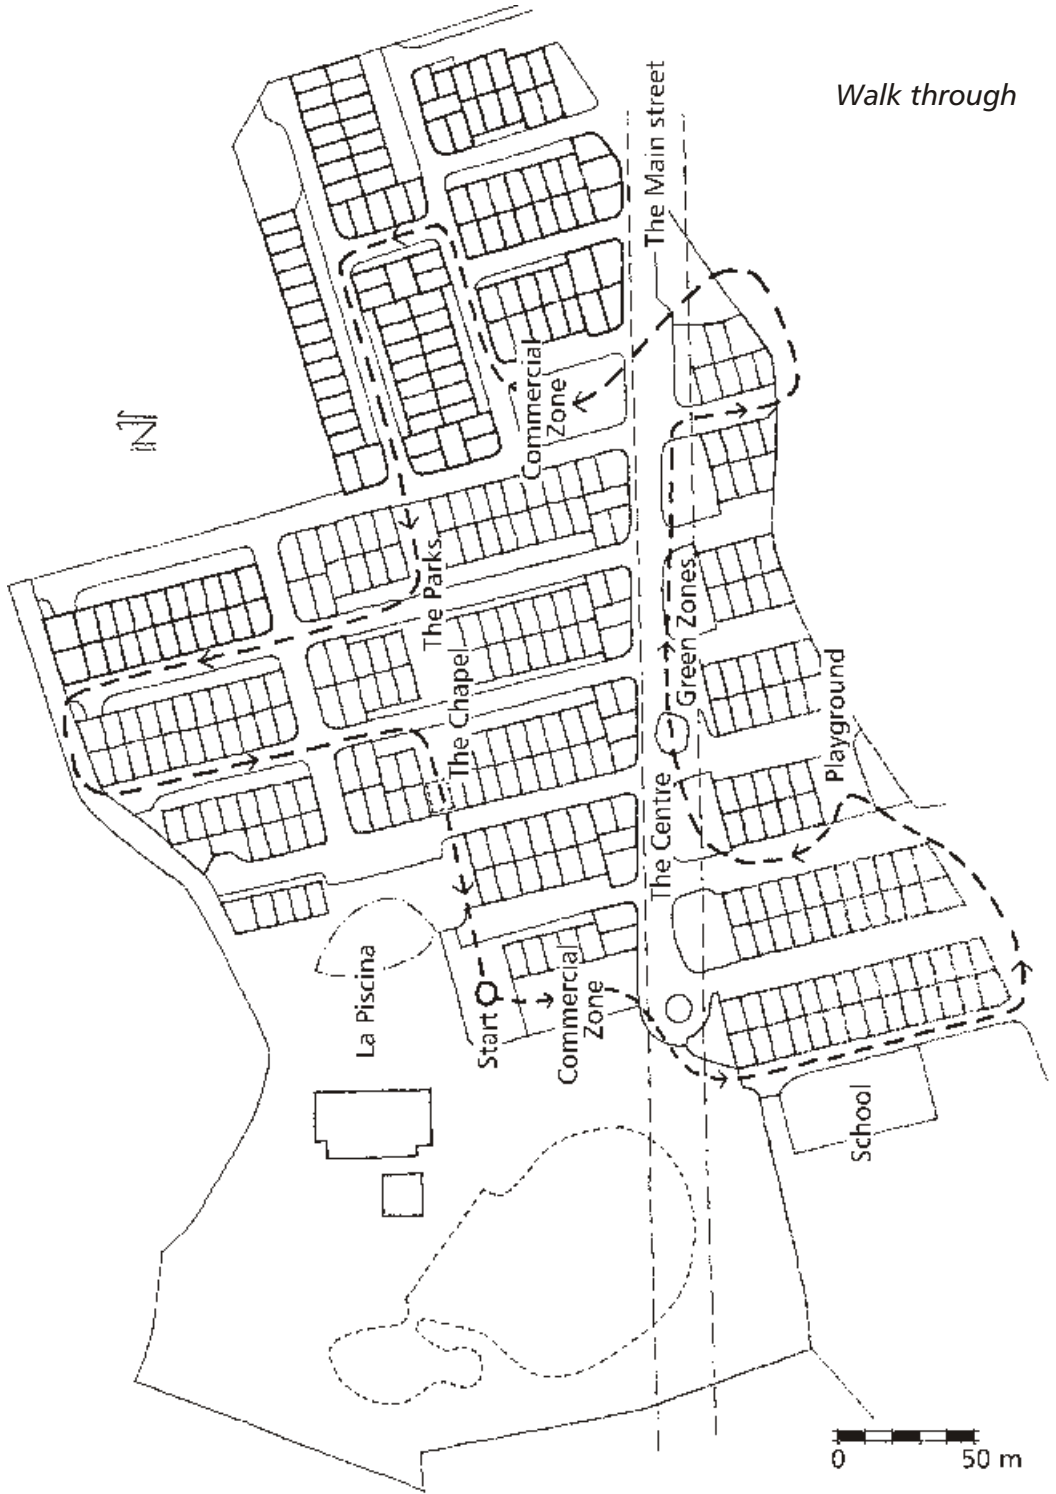 Walk through
The Main street
Commercial
Zone
The Parks
Green Zones
The Chapel
Playground
The Centre
La Piscina
Start
Commercial
Zone
School
N
0
50 m